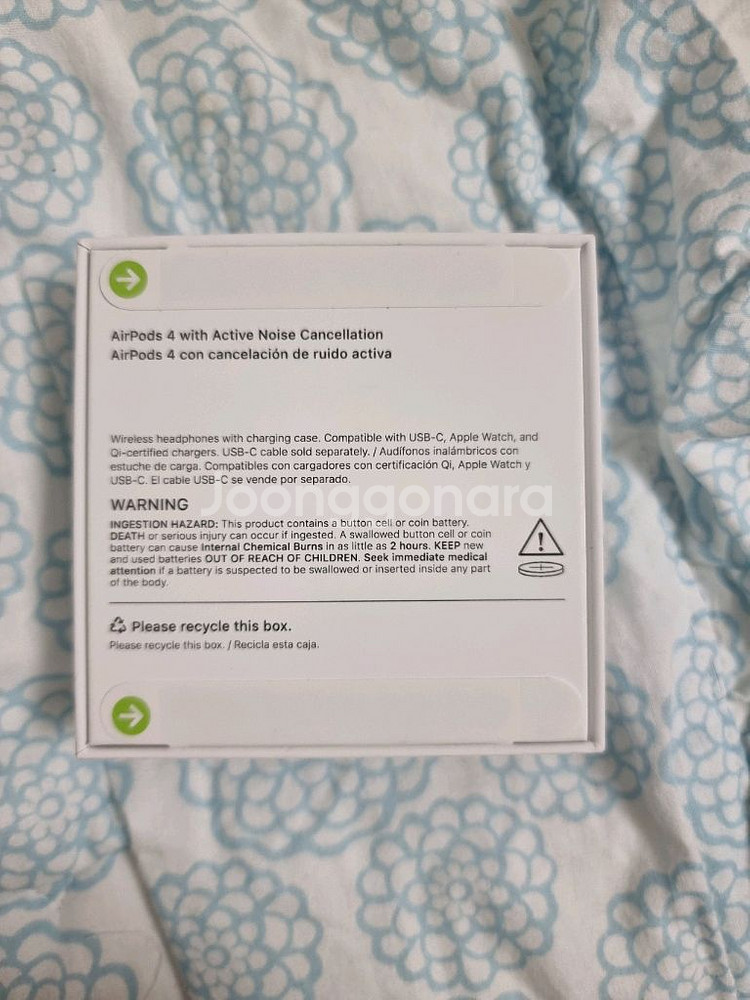 AirPods 4 with Active Noise Cancellation
AirPods 4 con cancelación de ruido activa
Wireless headphones with charging case. Compatible with USB-C, Apple Watch, and
Qi-certified chargers. USB-C cable sold separately. / Audífonos inalámbricos con
estuche de carga. Compatibles con cargadores con certificación Qi, Apple Watch y
USB-C. El cable USB-C se vende por separado.
Joonggonara
WARNING
INGESTION HAZARD: This product contains a button cell or coin battery.
DEATH or serious injury can occur if ingested. A swallowed button cell or coin
battery can cause Internal Chemical Burns in as little as 2 hours. KEEP new
and used batteries OUT OF REACH OF CHILDREN. Seek immediate medical
attention if a battery is suspected to be swallowed or inserted inside any part
of the body.
Please recycle this box.
Please recycle this box. / Recicla esta caja.